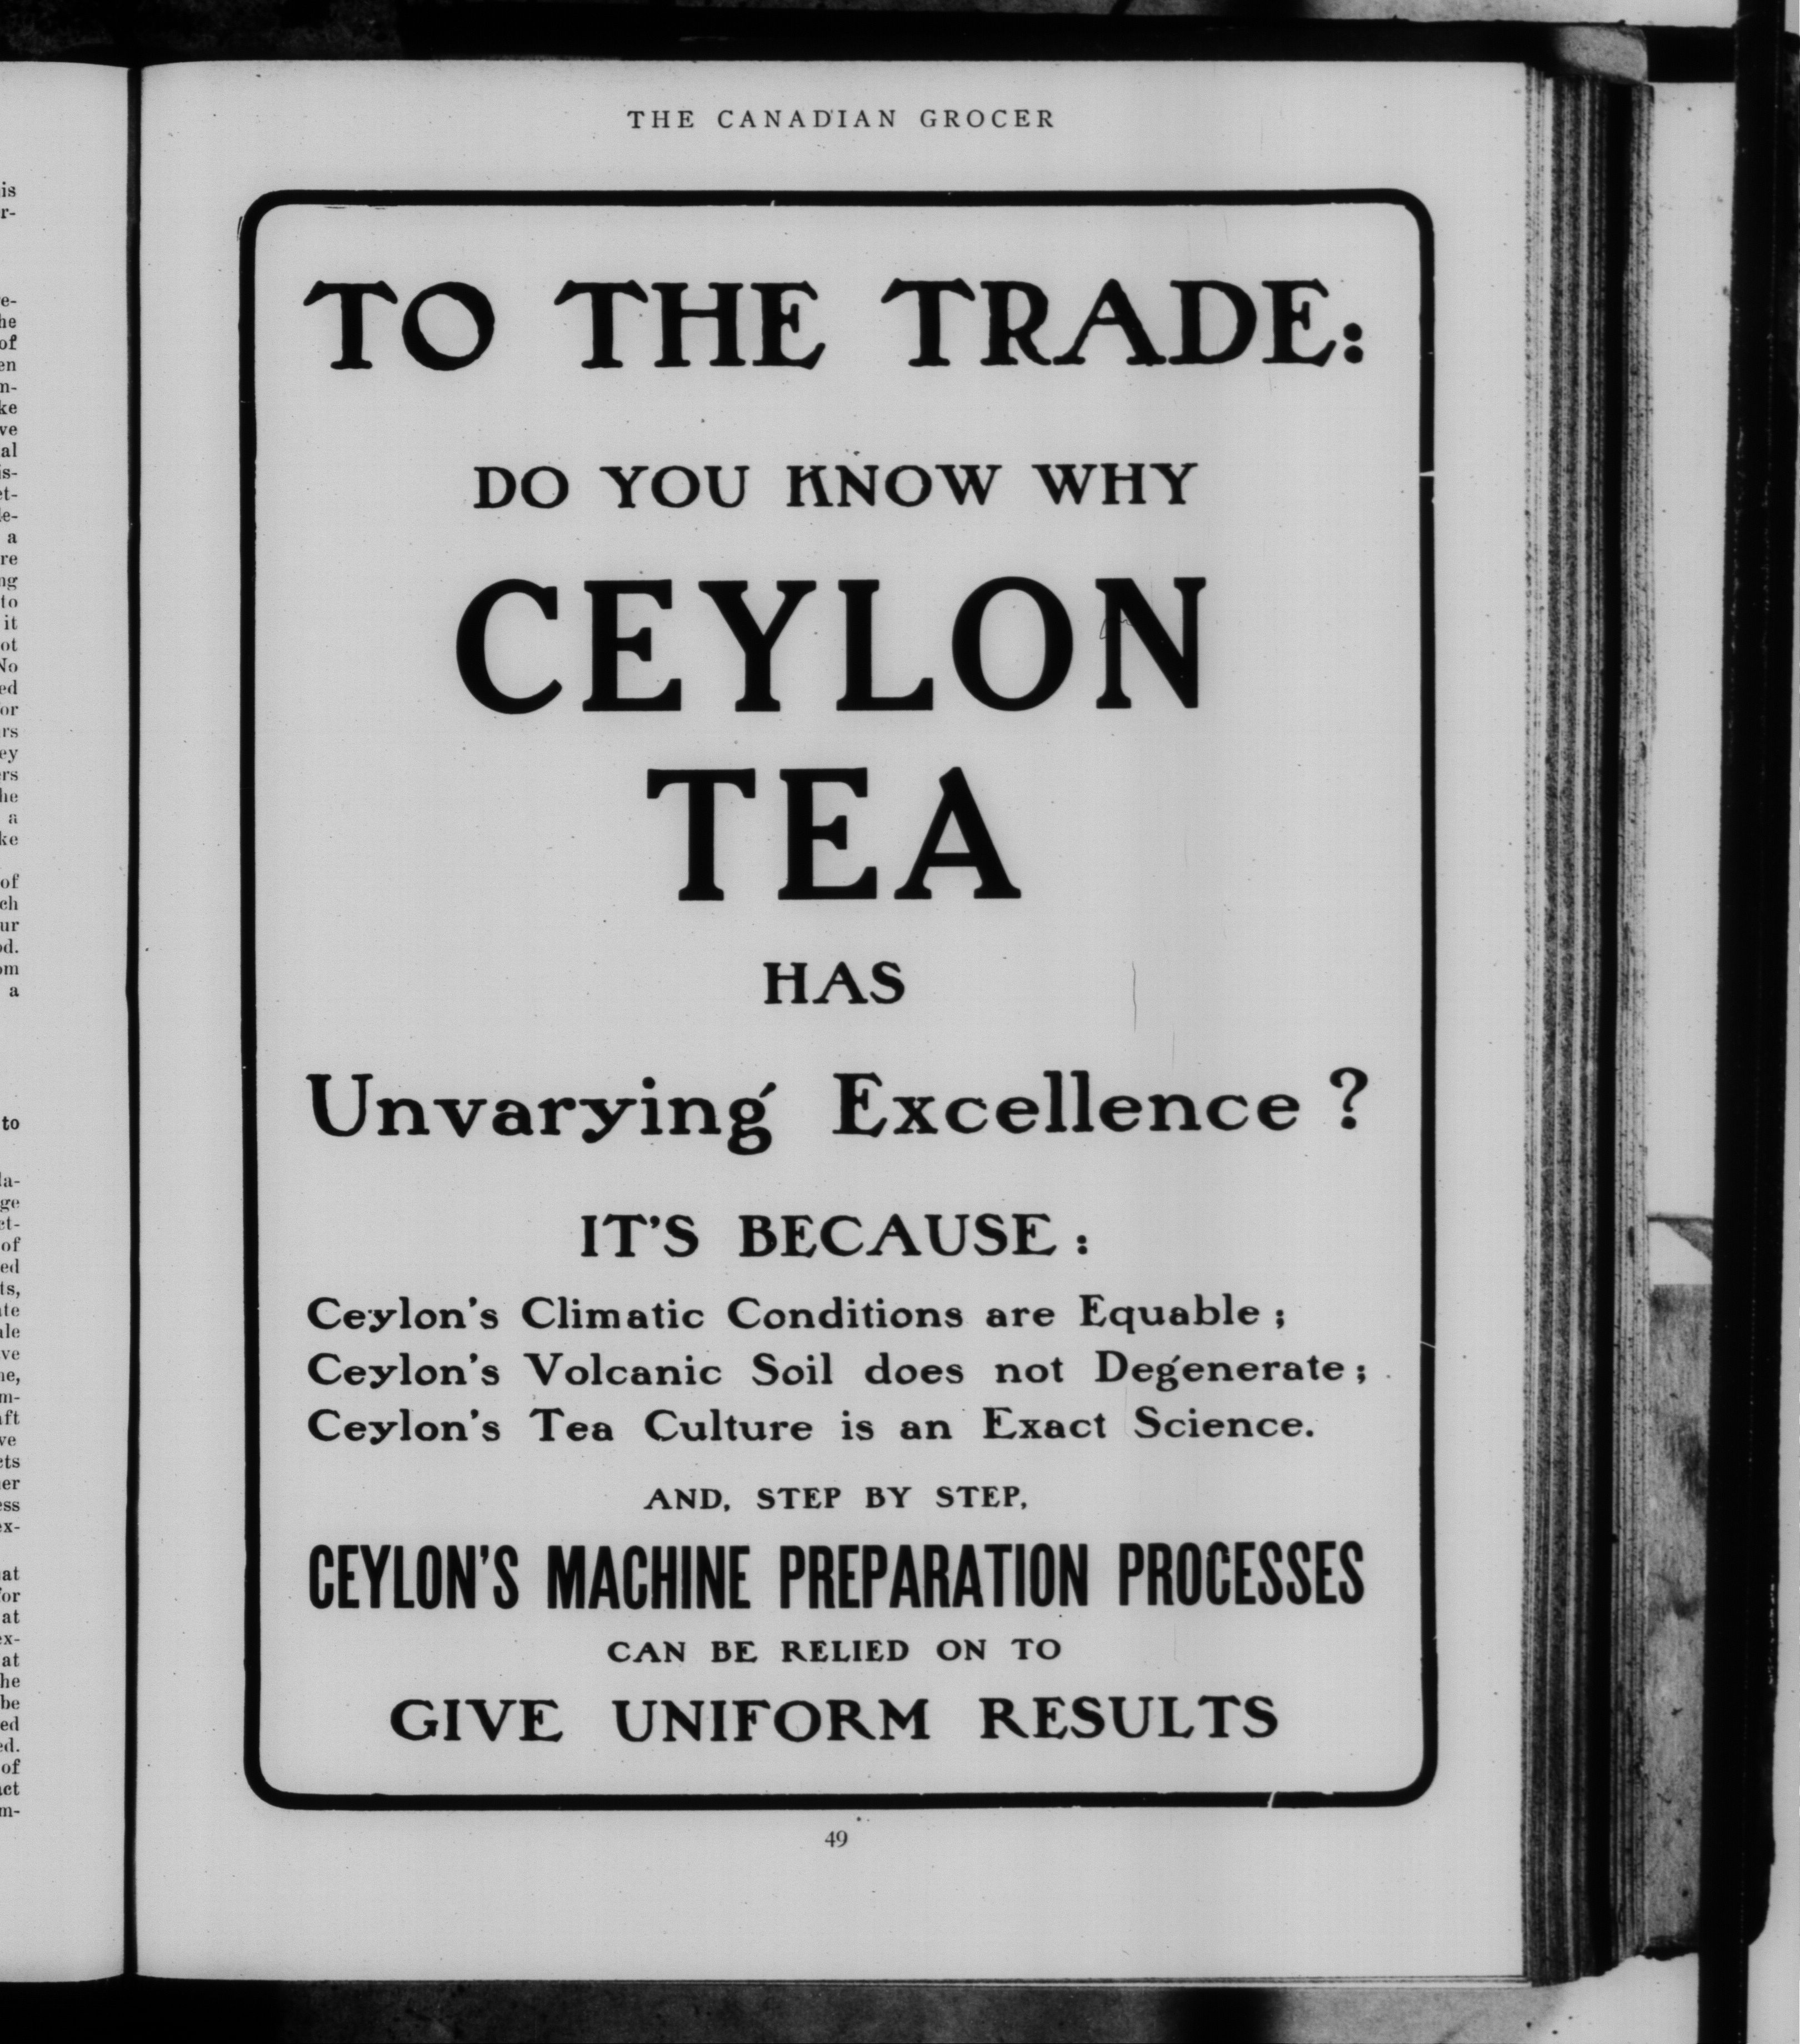 THE CANADIAN GROCER
TO THE TRADE:
DO YOU KNOW WHY
CEYLON
TEA
HAS
Unvarying Excellence ?
IT'S BECAUSE :
Ceylon's Climatic Conditions are Equable ;
Ceylon's Volcanic Soil does not Degenerate ;
Ceylon's Tea Culture is an Exact Science.
AND, STEP BY STEP,
CEYLON'S MACHINE PREPARATION PROCESSES
CAN BE RELIED ON TO
GIVE UNIFORM RESULTS
49